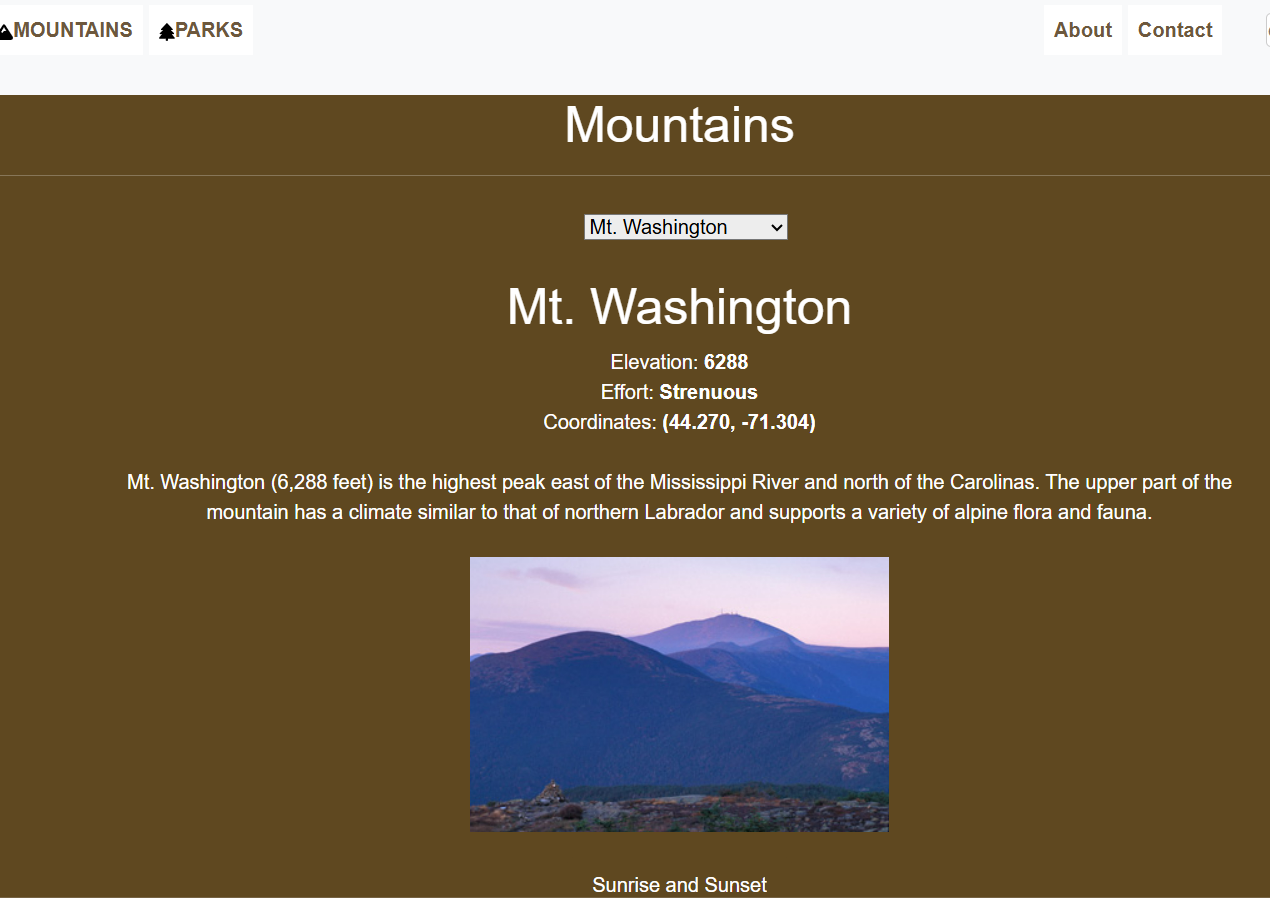 MOUNTAINS PARKS About Contact
Mountains
Mt. Washington
Mt. Washington
Elevation: 6288
Effort: Strenuous
Coordinates: (44.270, -71.304)
Mt. Washington (6,288 feet) is the highest peak east of the Mississippi River and north of the Carolinas. The upper part of the
mountain has a climate similar to that of northern Labrador and supports a variety of alpine flora and fauna.
Sunrise and Sunset